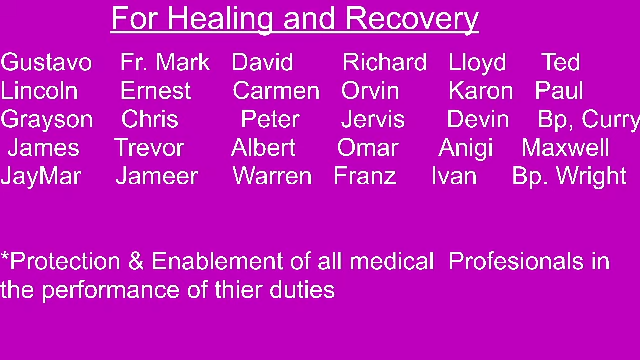 For Healing and Recovery
Gustavo Fr. Mark David Richard Lloyd Ted
Lincoln Ernest Carmen Orvin Karon Paul
Grayson Chris Peter Jervis Devin Bp, Curry
James Trevor Albert Omar Anigi Maxwell
JayMar Jameer Warren Franz Ivan Bp. Wright
*Protection & Enablement of all medical Profesionals in
the performance of thier duties